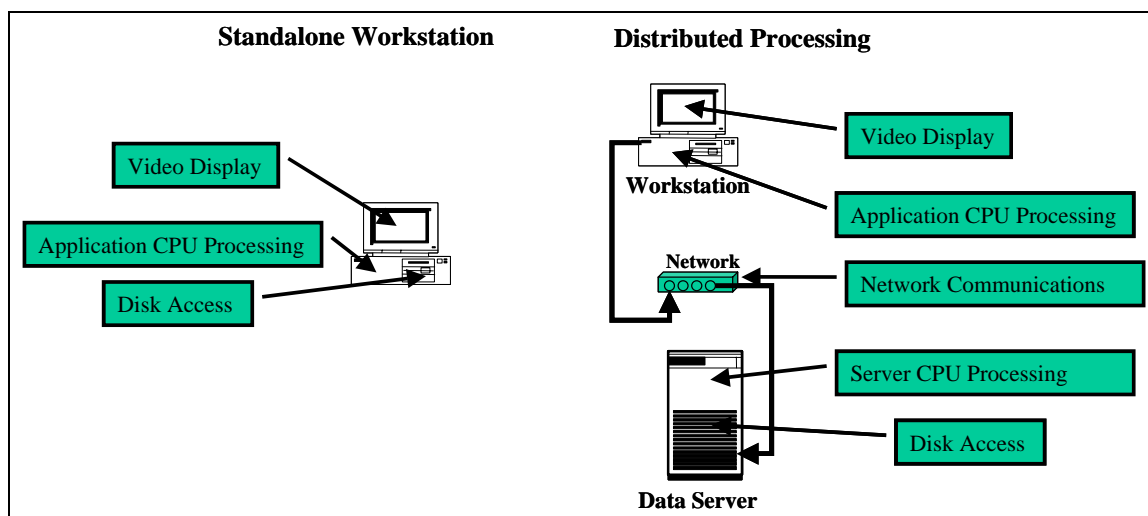 Standalone Workstation
Video Display
Application CPU Processing
Disk Access
Distributed Processing
Video Display
Workstation
Application CPU Processing
Network
Network Communications
Server CPU Processing
Disk Access
Data Server